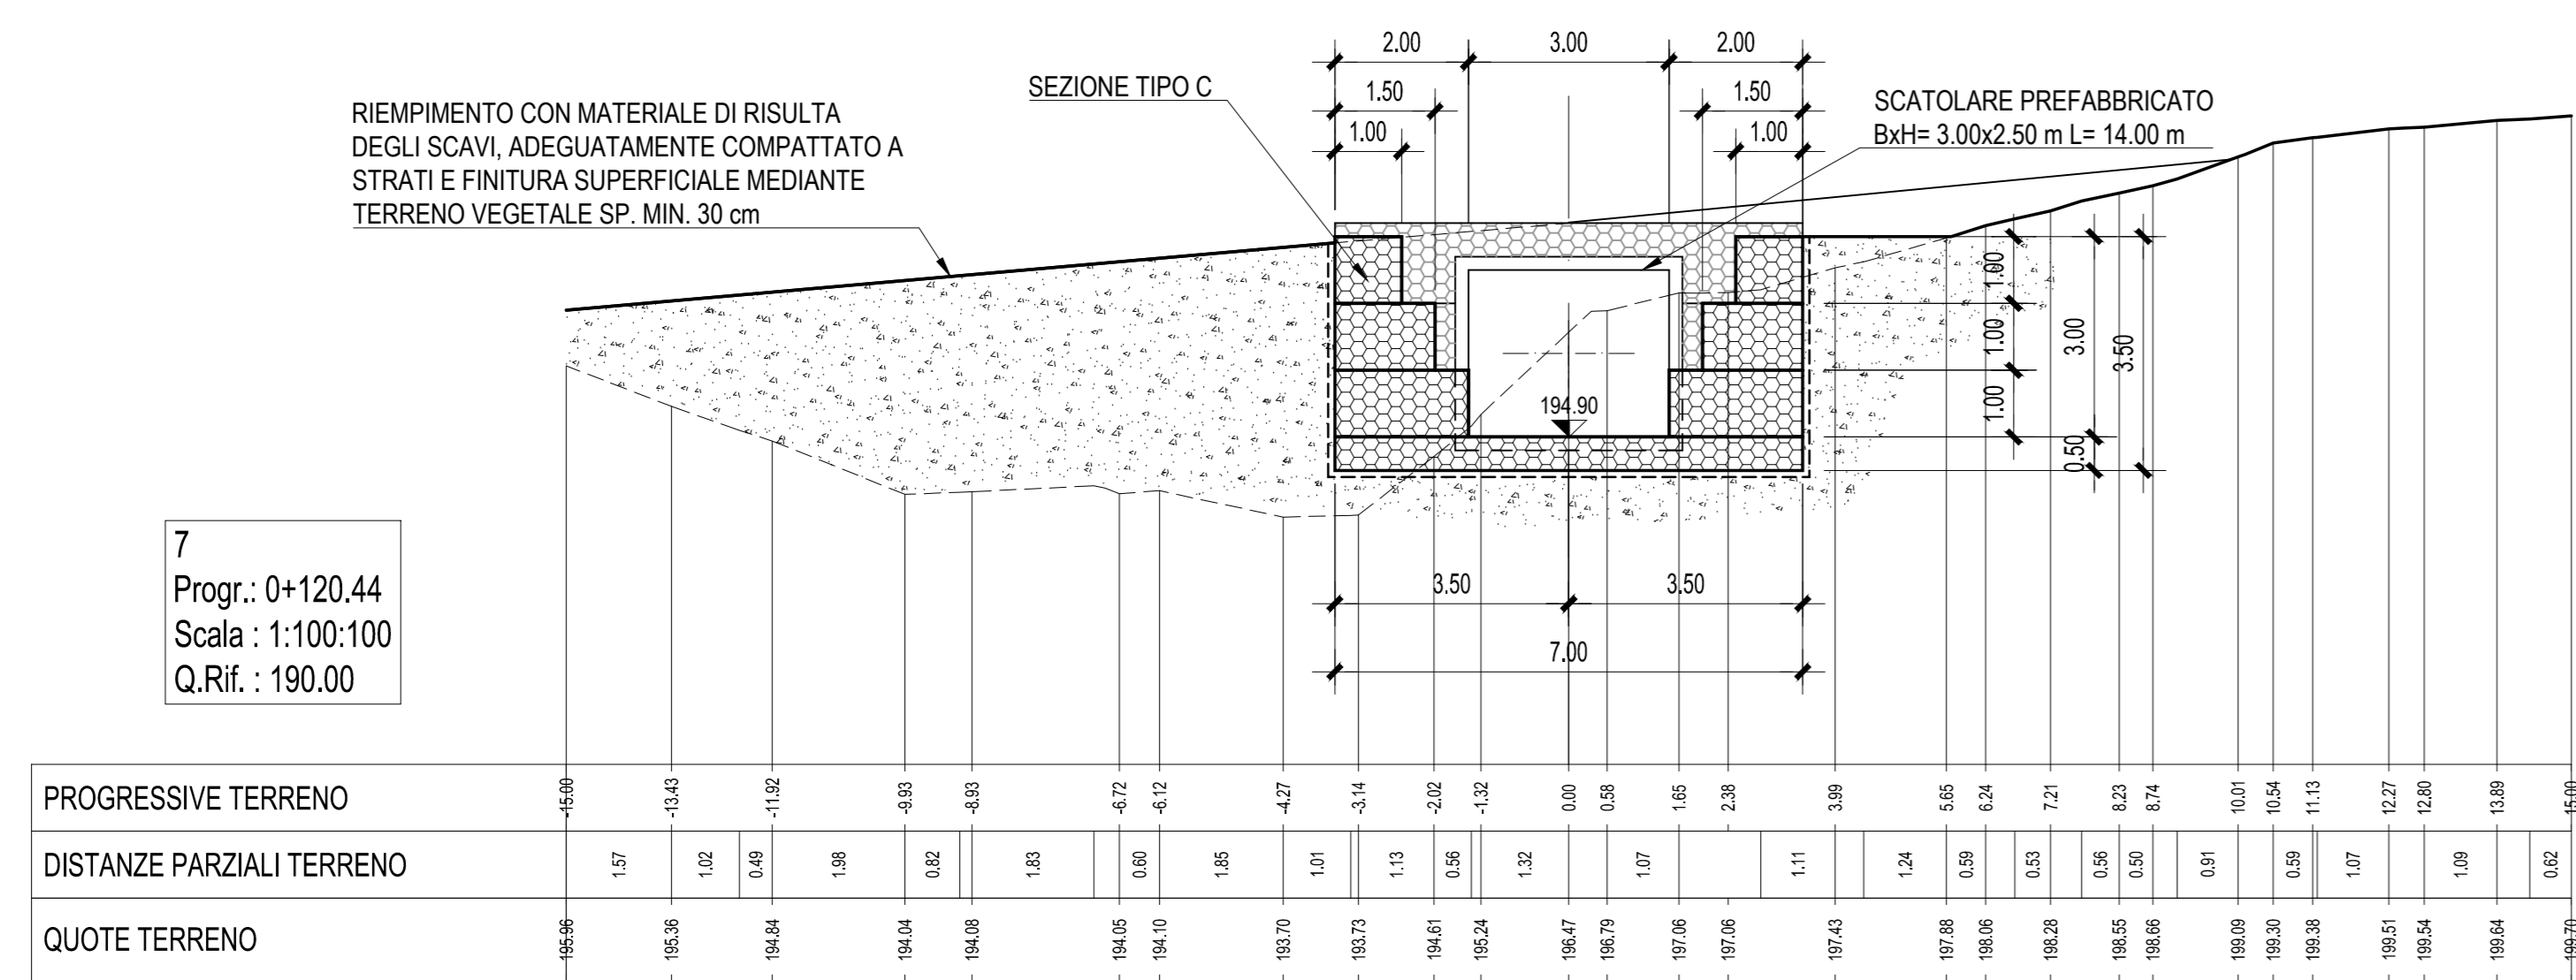 2.00 3.00 2.00
SEZIONE TIPO C
1.50 1.50
1.00 1.00
RIEMPIMENTO CON MATERIALE DI RISULTA
DEGLI SCAVI, ADEGUATAMENTE COMPATTATO A
STRATI E FINITURA SUPERFICIALE MEDIANTE
TERRENO VEGETALE SP. MIN. 30 cm
SCATOLARE PREFABBRICATO
BxH= 3.00x2.50 m L= 14.00 m
1.00
1.00
1.00
0.50
3.00
3.50
194.90
3.50 3.50
7.00
7
Progr.: 0+120.44
Scala : 1:100:100
Q.Rif. : 190.00
PROGRESSIVE TERRENO -15.00 -13.43 -11.92 -9.93 -8.93 -6.72 -6.12 -4.27 -3.14 -2.02 -1.32 0.00 0.58 1.65 2.38 3.99 5.65 6.24 7.21 8.23 8.74 10.01 10.54 11.13 12.27 12.80 13.89 15.00
DISTANZE PARZIALI TERRENO 1.57 1.02 0.49 1.98 0.82 1.83 0.60 1.85 1.01 1.13 0.56 1.32 1.07 1.11 1.24 0.59 0.53 0.56 0.50 0.91 0.59 1.07 1.09 0.62
QUOTE TERRENO 195.96 195.36 194.84 194.04 194.08 194.05 194.10 193.70 193.73 194.61 195.24 196.47 196.79 197.06 197.06 197.43 197.88 198.06 198.28 198.55 198.66 199.09 199.30 199.38 199.51 199.54 199.64 199.70